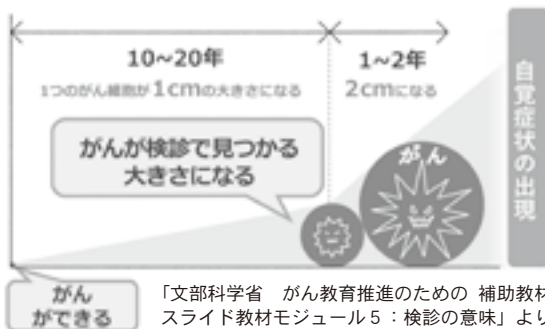 10~20年
1つのがん細胞が1cmの大きさになる
1~2年
2cmになる
がんが検診で見つかる
大きさになる
がん
自覚症状の出現
がん
ができる
「文部科学省　がん教育推進のための 補助教材
スライド教材モジュール５：検診の意味」より